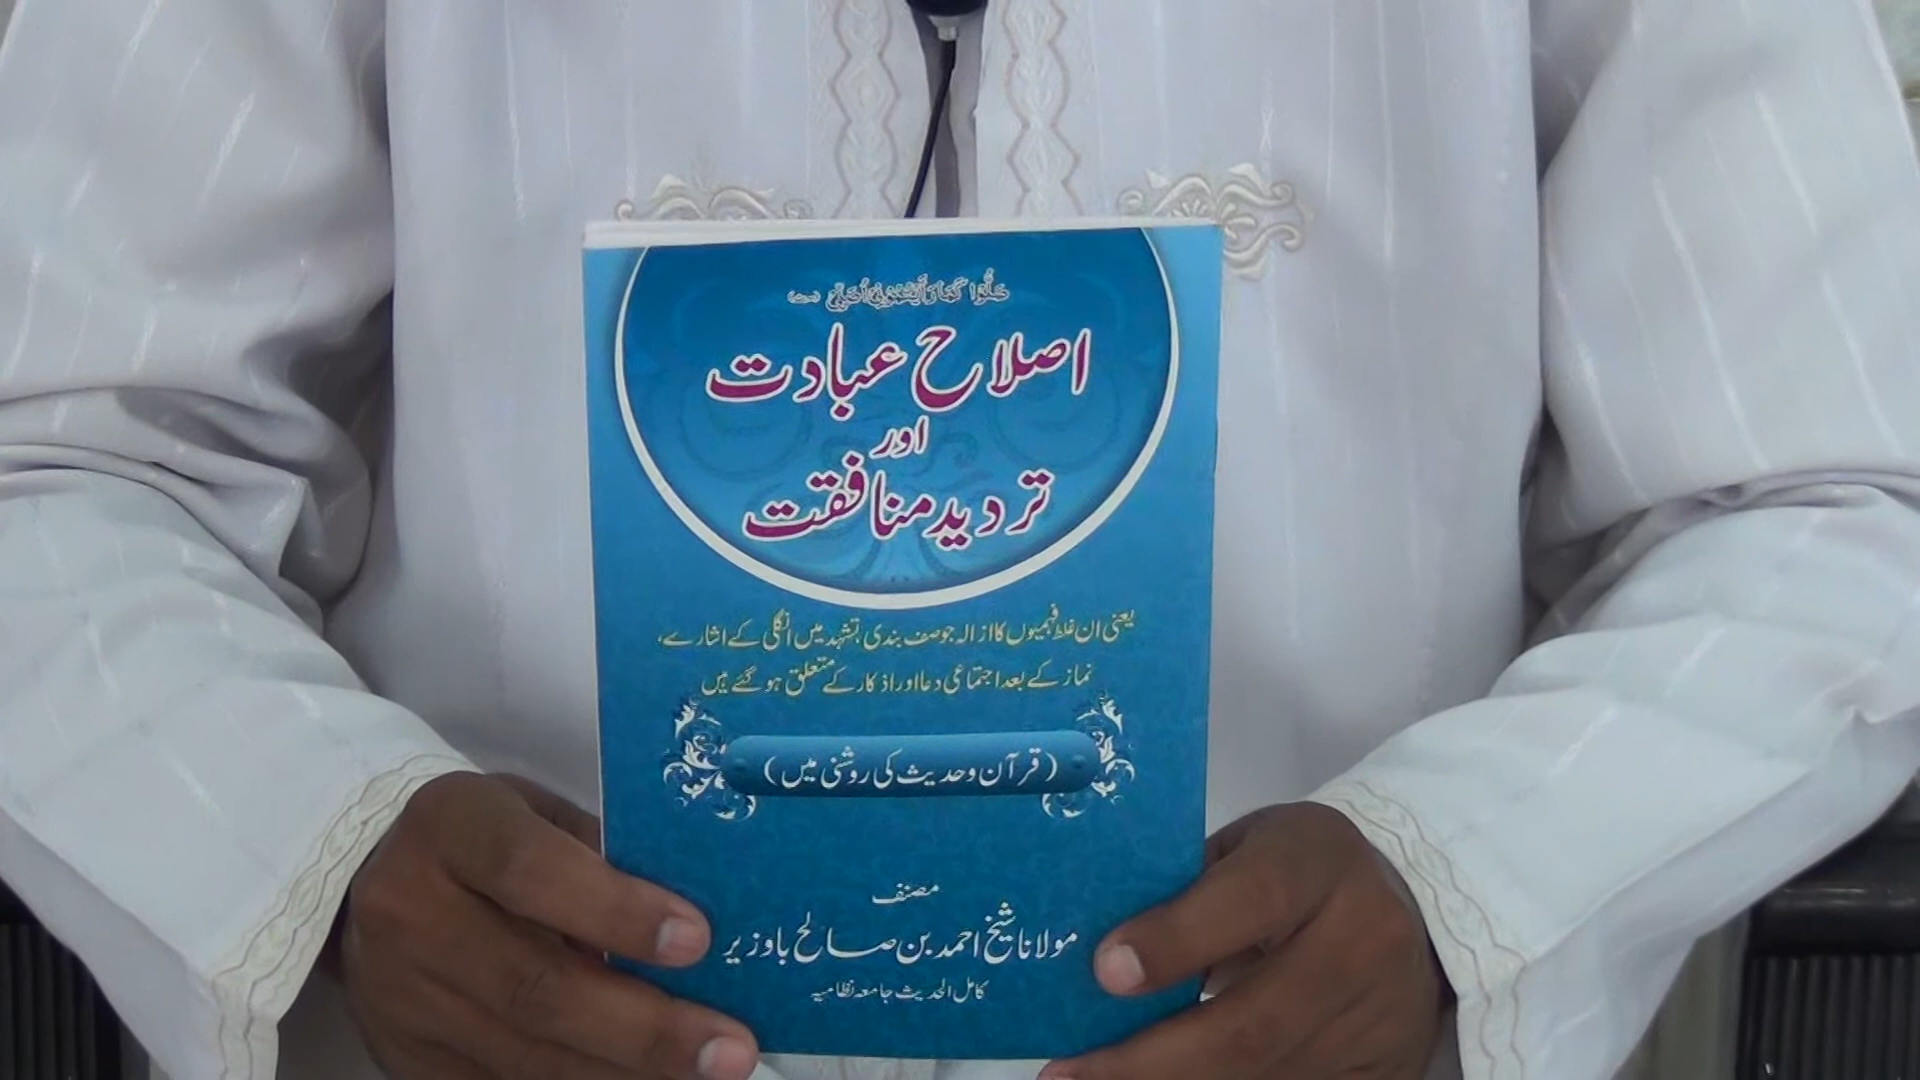 صَلُّوْا كَمَا رَأَيْتُمُوْنِيْ أُصَلِّيْ (حدیث)
اصلاح عبادت
اور
تردید منافقت
یعنی ان غلط فہمیوں کا ازالہ جو صف بندی، تشہد میں انگلی کے اشارے،
نماز کے بعد اجتماعی دعا اور اذکار کے متعلق ہوگئے ہیں
(قرآن وحدیث کی روشنی میں)
مصنف
مولانا شیخ احمد بن صالح باوزیر
کامل الحدیث جامعہ نظامیہ